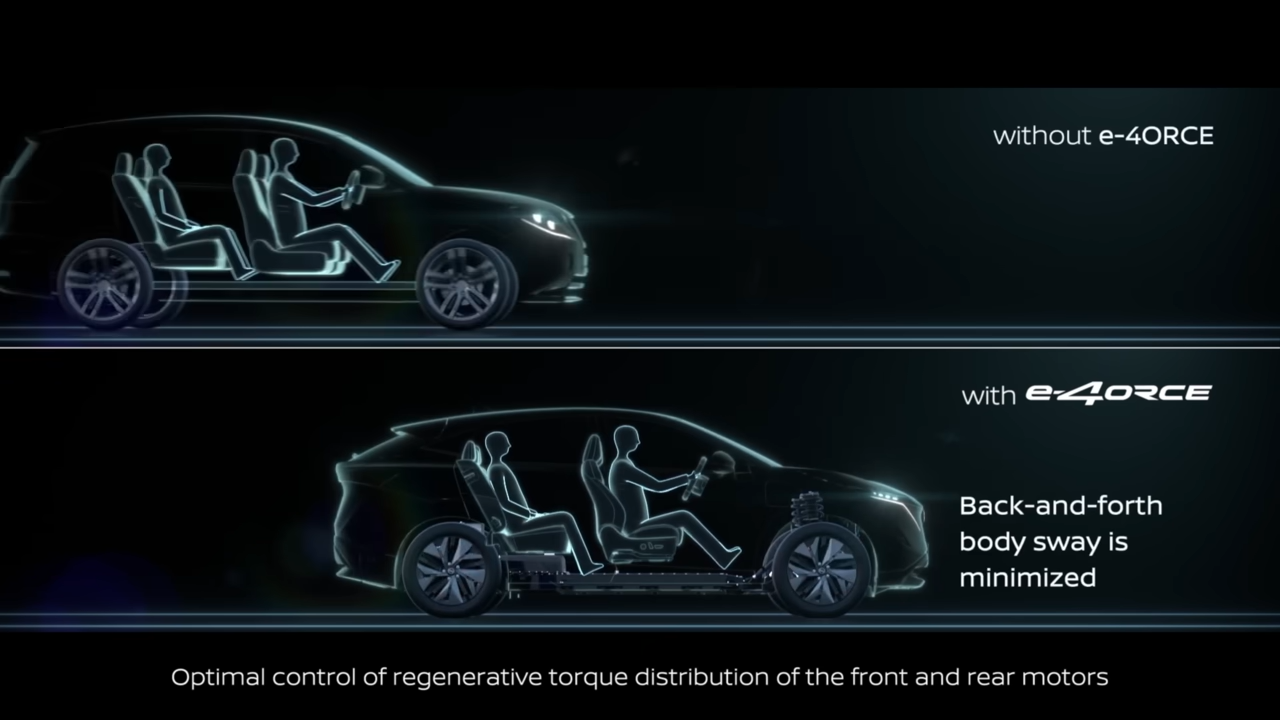 without e-4ORCE
with e-4ORCE
Back-and-forth
body sway is
minimized
Optimal control of regenerative torque distribution of the front and rear motors